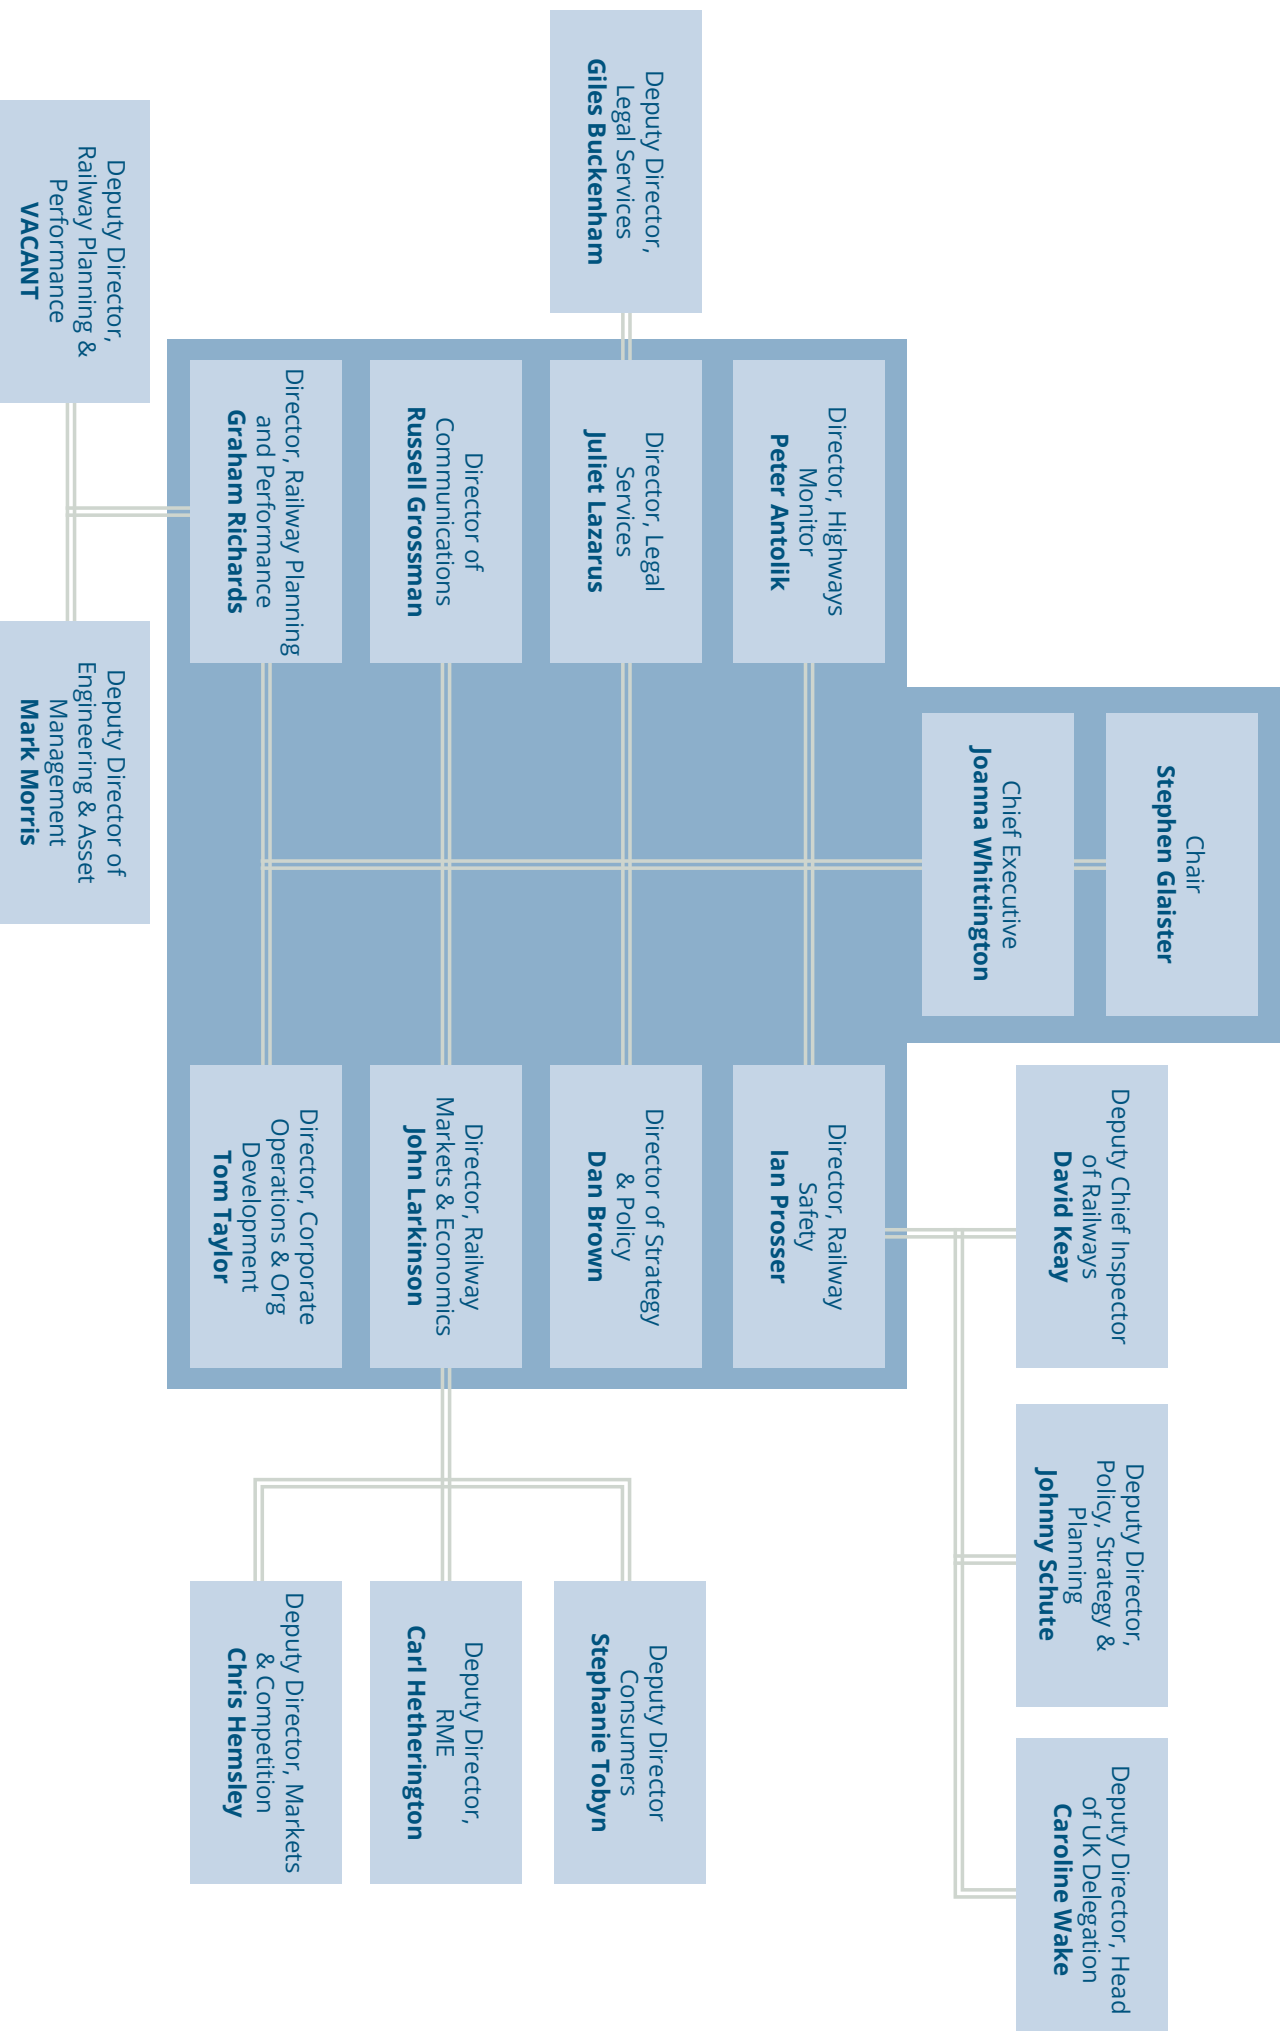 Chair
Stephen Glaister
Chief Executive
Joanna Whittington
Deputy Chief Inspector
of Railways
David Keay
Deputy Director,
Policy, Strategy &
Planning
Johnny Schute
Deputy Director, Head
of UK Delegation
Caroline Wake
Director, Highways
Monitor
Peter Antolik
Director, Railway
Safety
Ian Prosser
Deputy Director,
Legal Services
Giles Buckenham
Director, Legal
Services
Juliet Lazarus
Director of Strategy
& Policy
Dan Brown
Deputy Director
Consumers
Stephanie Tobyn
Director of
Communications
Russell Grossman
Director, Railway
Markets & Economics
John Larkinson
Deputy Director,
RME
Carl Hetherington
Director, Railway Planning
and Performance
Graham Richards
Director, Corporate
Operations & Org
Development
Tom Taylor
Deputy Director, Markets
& Competition
Chris Hemsley
Deputy Director,
Railway Planning &
Performance
VACANT
Deputy Director of
Engineering & Asset
Management
Mark Morris